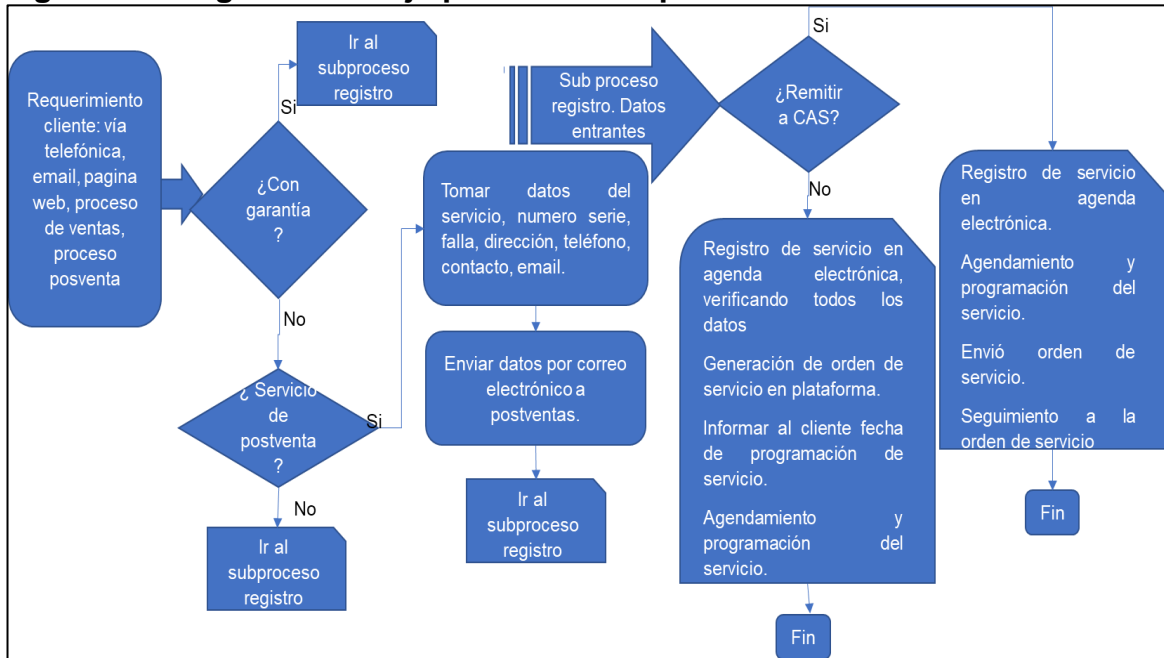 Si
Ir al
subproceso
registro
Requerimiento
cliente: vía
telefónica,
email, pagina
web, proceso
de ventas,
proceso
posventa
Si
¿Con
garantía
?
No
¿ Servicio
de
postventa
?
Si
No
Ir al
subproceso
registro
Tomar datos del
servicio, numero serie,
falla, dirección, teléfono,
contacto, email.
Enviar datos por correo
electrónico a
postventas.
Ir al
subproceso
registro
Sub proceso
registro. Datos
entrantes
¿Remitir
a CAS?
No
Registro de servicio en
agenda electrónica,
verificando todos los
datos
Generación de orden de
servicio en plataforma.
Informar al cliente fecha
de programación de
servicio.
Agendamiento y
programación del
servicio.
Fin
Registro de servicio
en agenda
electrónica.
Agendamiento y
programación del
servicio.
Envió orden de
servicio.
Seguimiento a la
orden de servicio
Fin